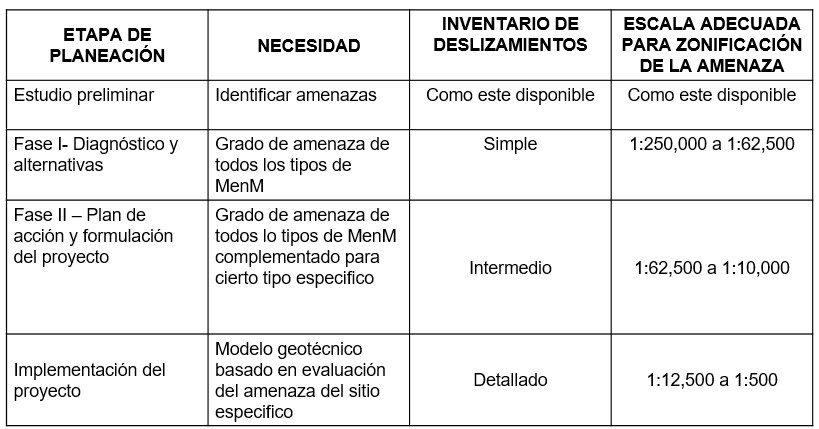 ETAPA DE
PLANEACIÓN
NECESIDAD
INVENTARIO DE
DESLIZAMIENTOS
ESCALA ADECUADA
PARA ZONIFICACIÓN
DE LA AMENAZA
Estudio preliminar
Identificar amenazas
Como este disponible
Como este disponible
Fase I- Diagnóstico y
alternativas
Grado de amenaza de
todos los tipos de
MenM
Simple
1:250,000 a 1:62,500
Fase II – Plan de
acción y formulación
del proyecto
Grado de amenaza de
todos lo tipos de MenM
complementado para
cierto tipo especifico
Intermedio
1:62,500 a 1:10,000
Implementación del
proyecto
Modelo geotécnico
basado en evaluación
del amenaza del sitio
especifico
Detallado
1:12,500 a 1:500